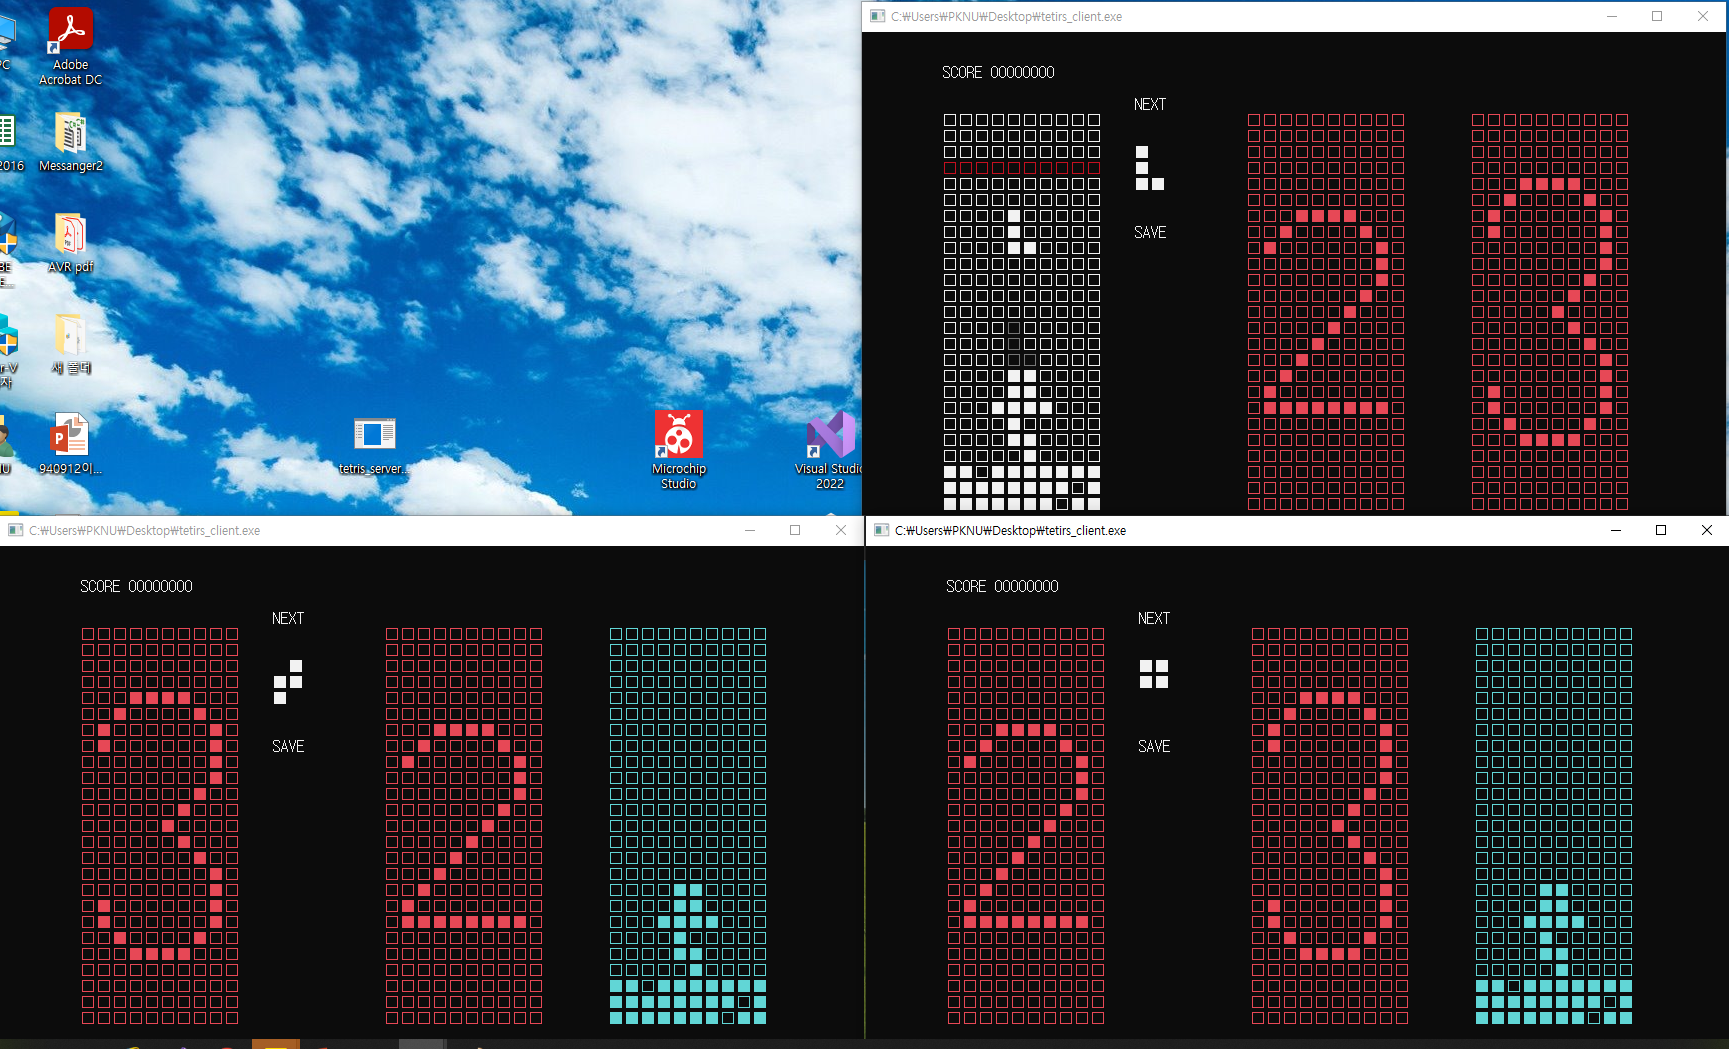 PC
Adobe
Acrobat DC
2016
Messanger2
AVR pdf
새 폴더
940912이...
tetris_server...
Microchip
Studio
Visual Studio
2022
C:₩Users₩PKNU₩Desktop₩tetirs_client.exe
SCORE 00000000
NEXT
SAVE
C:₩Users₩PKNU₩Desktop₩tetirs_client.exe
SCORE 00000000
NEXT
SAVE
C:₩Users₩PKNU₩Desktop₩tetirs_client.exe
SCORE 00000000
NEXT
SAVE